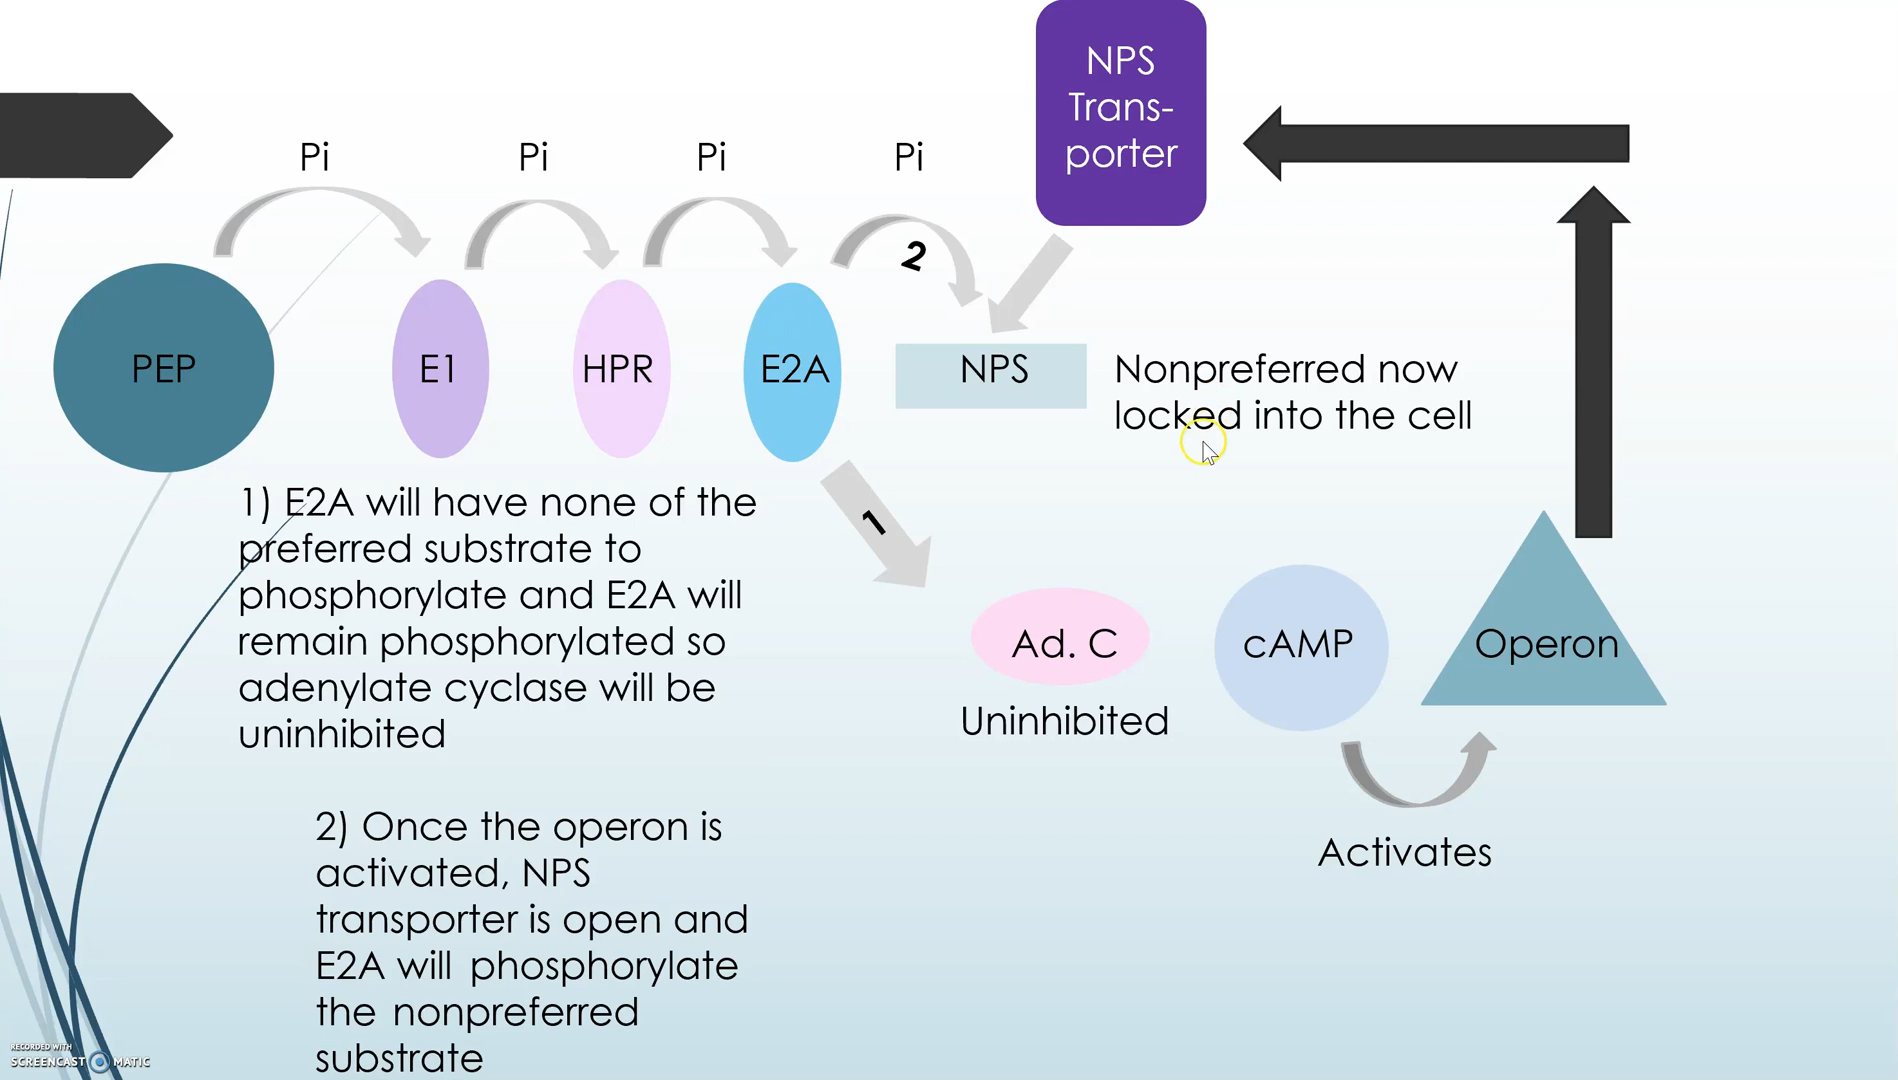 NPS
Trans-
porter
Pi
Pi
Pi
Pi
2
PEP
E1
HPR
E2A
NPS
Nonpreferred now
locked into the cell
1) E2A will have none of the
preferred substrate to
phosphorylate and E2A will
remain phosphorylated so
adenylate cyclase will be
uninhibited
1
Ad. C
Uninhibited
cAMP
Operon
Activates
2) Once the operon is
activated, NPS
transporter is open and
E2A will phosphorylate
the nonpreferred
substrate
RECORDED WITH
SCREENCAST MATIC